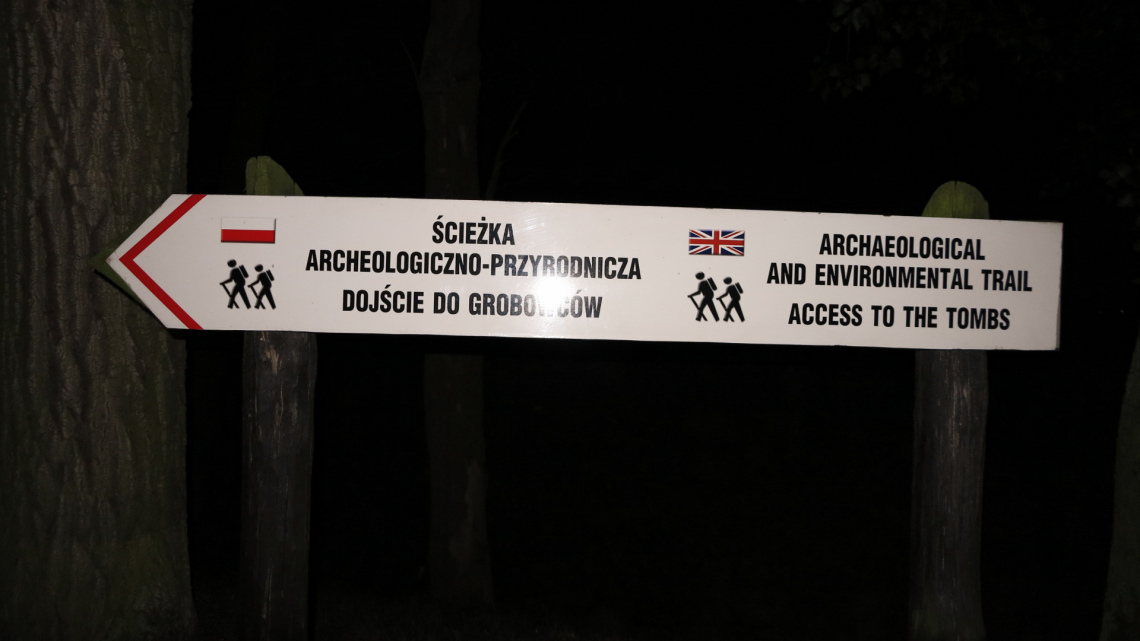 ŚCIEŻKA
ARCHEOLOGICZNO-PRZYRODNICZA
DOJŚCIE DO GROBOWCÓW
ARCHAEOLOGICAL
AND ENVIRONMENTAL TRAIL
ACCESS TO THE TOMBS